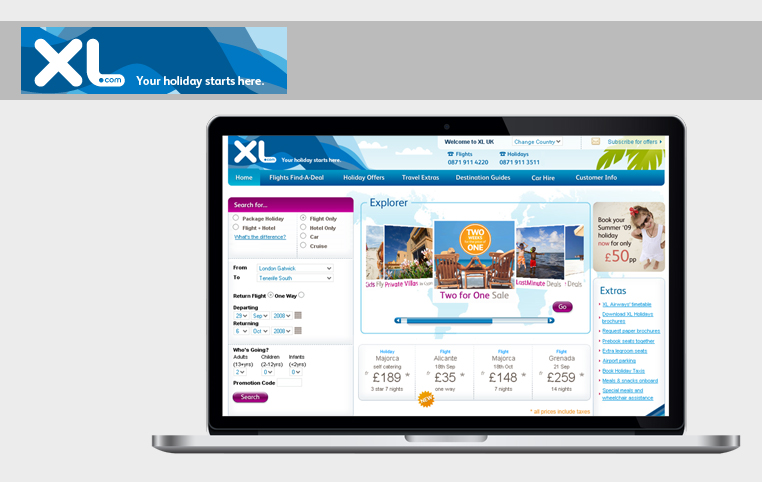 XL.com Your holiday starts here.
XL.com Your holiday starts here.
Welcome to XL UK
Change Country
Subscribe for offers
Flights
0871 911 4220
Holidays
0871 911 3511
Home Flights Find-A-Deal Holiday Offers Travel Extras Destination Guides Car Hire Customer Info
Search for...
Package Holiday
Flight + Hotel
What's the difference?
Flight Only
Hotel Only
Car
Cruise
From London Gatwick
To Tenerife South
Return Flight One Way
Departing
29 Sep 2008
Returning
6 Oct 2008
Who's Going?
Adults Children Infants
(13+yrs) (2-12yrs) (<2yrs)
2 0 0
Promotion Code
Search
Explorer
Kids Fly
Private Villas
TWO
WEEKS
ONE
Two for One Sale
LastMinute Deals
Deals
Go
Holiday
Majorca
self catering
£189 *
3 star 7 nights
Flight
Alicante
18th Sep
£35 *
one way
NEW
Flight
Majorca
18th Oct
£148 *
7 nights
Flight
Grenada
21 Sep
£259 *
14 nights
* all prices include taxes
Book your
Summer '09
holiday
now for only
£50pp
Extras
XL Airways' timetable
Download XL Holidays
brochures
Request paper brochures
Prebook seats together
Extra legroom seats
Airport parking
Book Holiday Taxis
Meals & snacks onboard
Special meals and
wheelchair assistance